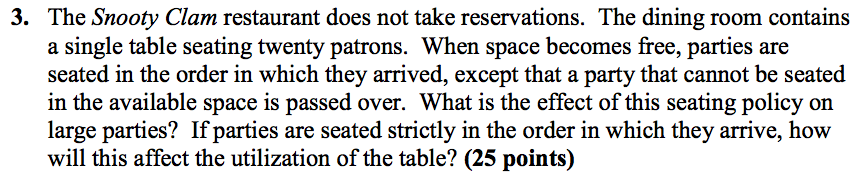 3. The Snooty Clam restaurant does not take reservations. The dining room contains
a single table seating twenty patrons. When space becomes free, parties are
seated in the order in which they arrived, except that a party that cannot be seated
in the available space is passed over. What is the effect of this seating policy on
large parties? If parties are seated strictly in the order in which they arrive, how
will this affect the utilization of the table? (25 points)